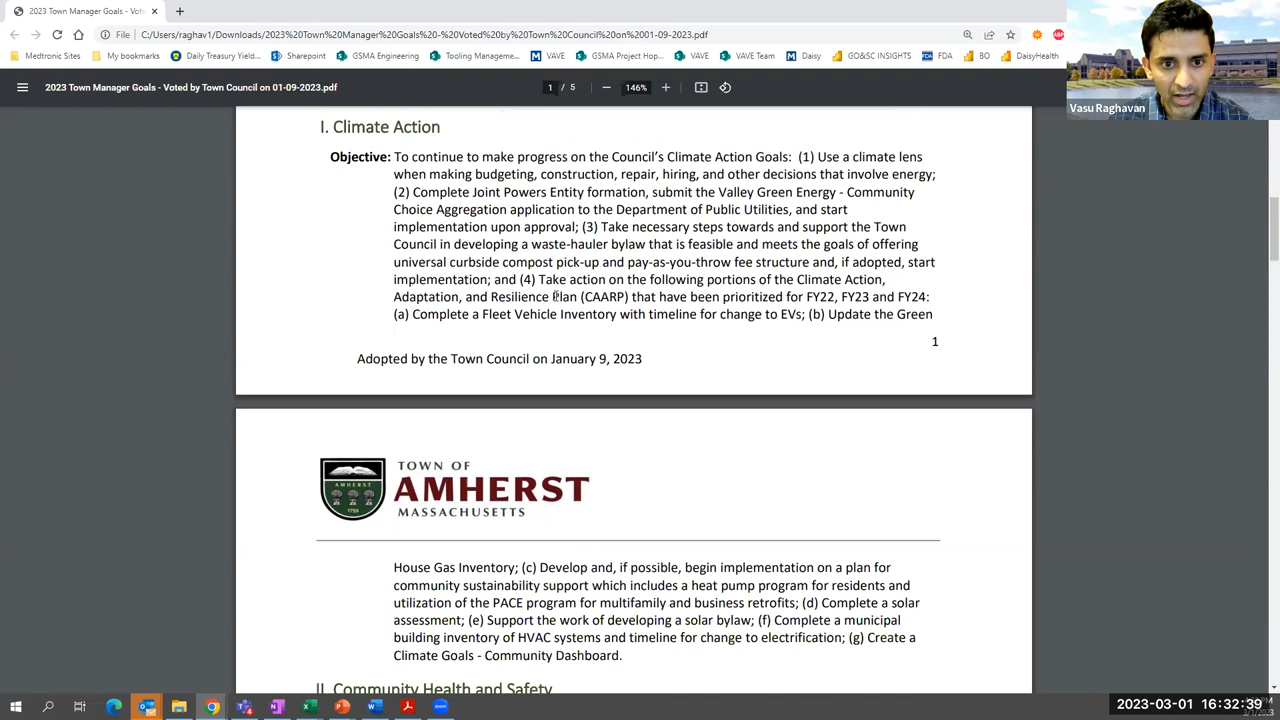 2023 Town Manager Goals - Vot
File
C:/Users/raghav1/Downloads/2023%20Town%20Manager%20Goals%20-%20Voted%20by%20Town%20Council%20on%2001-09-2023.pdf
Medtronic Sites
My bookmarks
Daily Treasury Yield...
Sharepoint
GSMA Engineering
Tooling Manageme...
VAVE
GSMA Project Hop...
VAVE Team
Daisy
GO&SC INSIGHTS
FDA
BO
DaisyHealth
2023 Town Manager Goals - Voted by Town Council on 01-09-2023.pdf
1 / 5
146%
Vasu Raghavan
I. Climate Action
Objective: To continue to make progress on the Council's Climate Action Goals: (1) Use a climate lens
when making budgeting, construction, repair, hiring, and other decisions that involve energy;
(2) Complete Joint Powers Entity formation, submit the Valley Green Energy - Community
Choice Aggregation application to the Department of Public Utilities, and start
implementation upon approval; (3) Take necessary steps towards and support the Town
Council in developing a waste-hauler bylaw that is feasible and meets the goals of offering
universal curbside compost pick-up and pay-as-you-throw fee structure and, if adopted, start
implementation; and (4) Take action on the following portions of the Climate Action,
Adaptation, and Resilience Plan (CAARP) that have been prioritized for FY22, FY23 and FY24:
(a) Complete a Fleet Vehicle Inventory with timeline for change to EVs; (b) Update the Green
1
Adopted by the Town Council on January 9, 2023
AMHERST
1759
TOWN OF
AMHERST
MASSACHUSETTS
House Gas Inventory; (c) Develop and, if possible, begin implementation on a plan for
community sustainability support which includes a heat pump program for residents and
utilization of the PACE program for multifamily and business retrofits; (d) Complete a solar
assessment; (e) Support the work of developing a solar bylaw; (f) Complete a municipal
building inventory of HVAC systems and timeline for change to electrification; (g) Create a
Climate Goals - Community Dashboard.
II. Community Health and Safety
2023-03-01 16:32:39